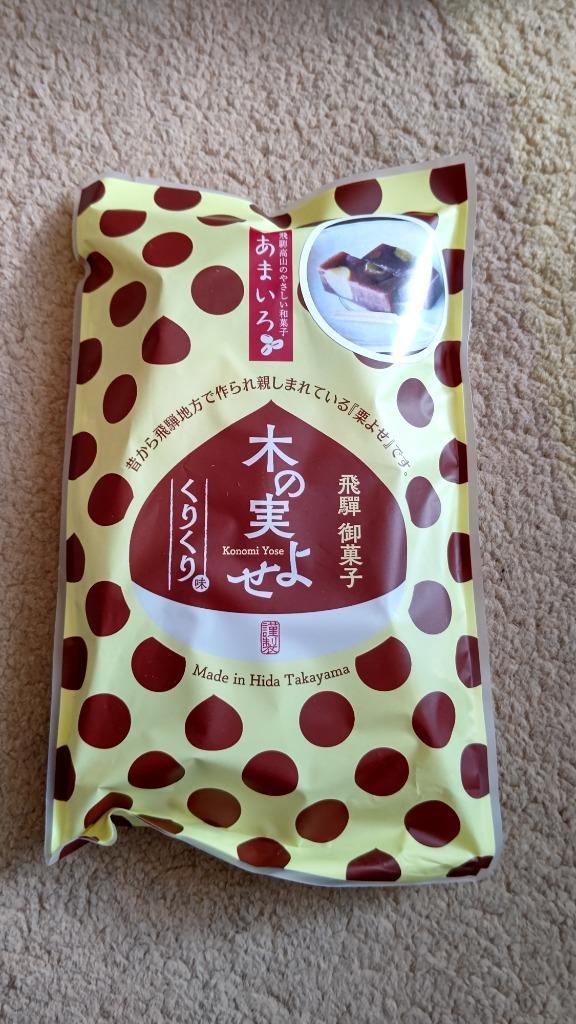 飛騨高山のやさしい和菓子
あまいろ
昔から飛騨地方で作られ親しまれている『栗よせ』です。
飛驒 御菓子
木の実よせ
Konomi Yose
くりくり味
謹製
Made in Hida Takayama